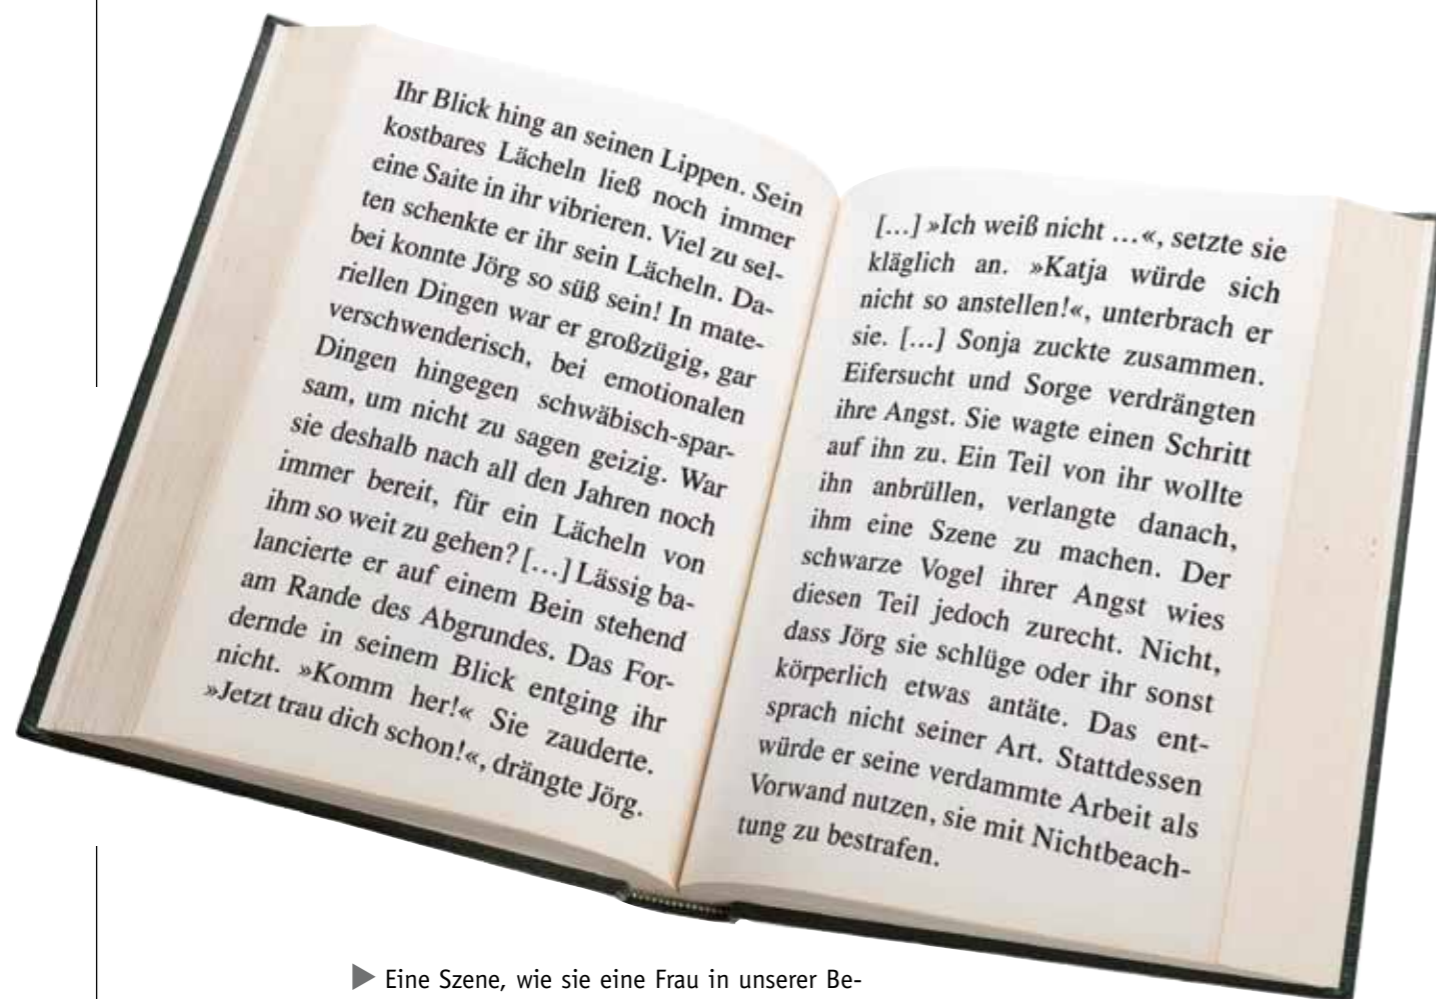 Ihr Blick hing an seinen Lippen. Sein
kostbares Lächeln ließ noch immer
eine Saite in ihr vibrieren. Viel zu sel-
ten schenkte er ihr sein Lächeln. Da-
bei konnte Jörg so süß sein! In mate-
riellen Dingen war er großzügig, gar
verschwenderisch, bei emotionalen
Dingen hingegen schwäbisch-spar-
sam, um nicht zu sagen geizig. War
sie deshalb nach all den Jahren noch
immer bereit, für ein Lächeln von
ihm so weit zu gehen? [...] Lässig ba-
lancierte er auf einem Bein stehend
am Rande des Abgrundes. Das For-
dernde in seinem Blick entging ihr
nicht. »Komm her!« Sie zauderte.
»Jetzt trau dich schon!«, drängte Jörg.
[...] »Ich weiß nicht ...«, setzte sie
kläglich an. »Katja würde sich
nicht so anstellen!«, unterbrach er
sie. [...] Sonja zuckte zusammen.
Eifersucht und Sorge verdrängten
ihre Angst. Sie wagte einen Schritt
auf ihn zu. Ein Teil von ihr wollte
ihn anbrüllen, verlangte danach,
ihm eine Szene zu machen. Der
schwarze Vogel ihrer Angst wies
diesen Teil jedoch zurecht. Nicht,
dass Jörg sie schlüge oder ihr sonst
körperlich etwas antäte. Das ent-
sprach nicht seiner Art. Stattdessen
würde er seine verdammte Arbeit als
Vorwand nutzen, sie mit Nichtbeach-
tung zu bestrafen.
▶ Eine Szene, wie sie eine Frau in unserer Be-